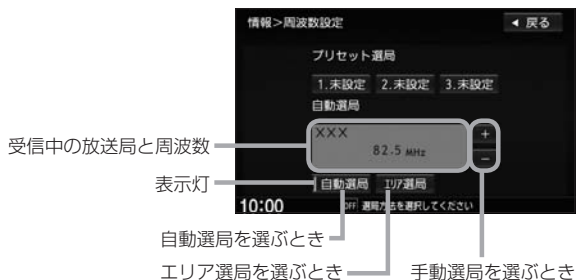 情報>周波数設定
◀ 戻る
プリセット選局
1.未設定 2.未設定 3.未設定
自動選局
XXX
82.5 MHz
+
−
受信中の放送局と周波数
表示灯
自動選局 エリア選局
10:00
OFF 選局方法を選択してください
自動選局を選ぶとき
エリア選局を選ぶとき
手動選局を選ぶとき